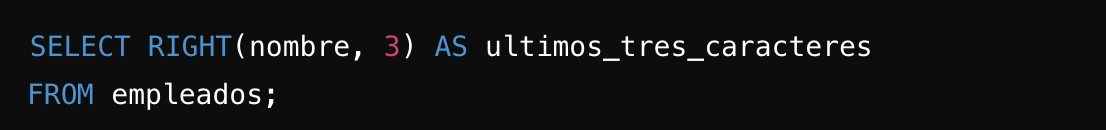 SELECT RIGHT(nombre, 3) AS ultimos_tres_caracteres
FROM empleados;